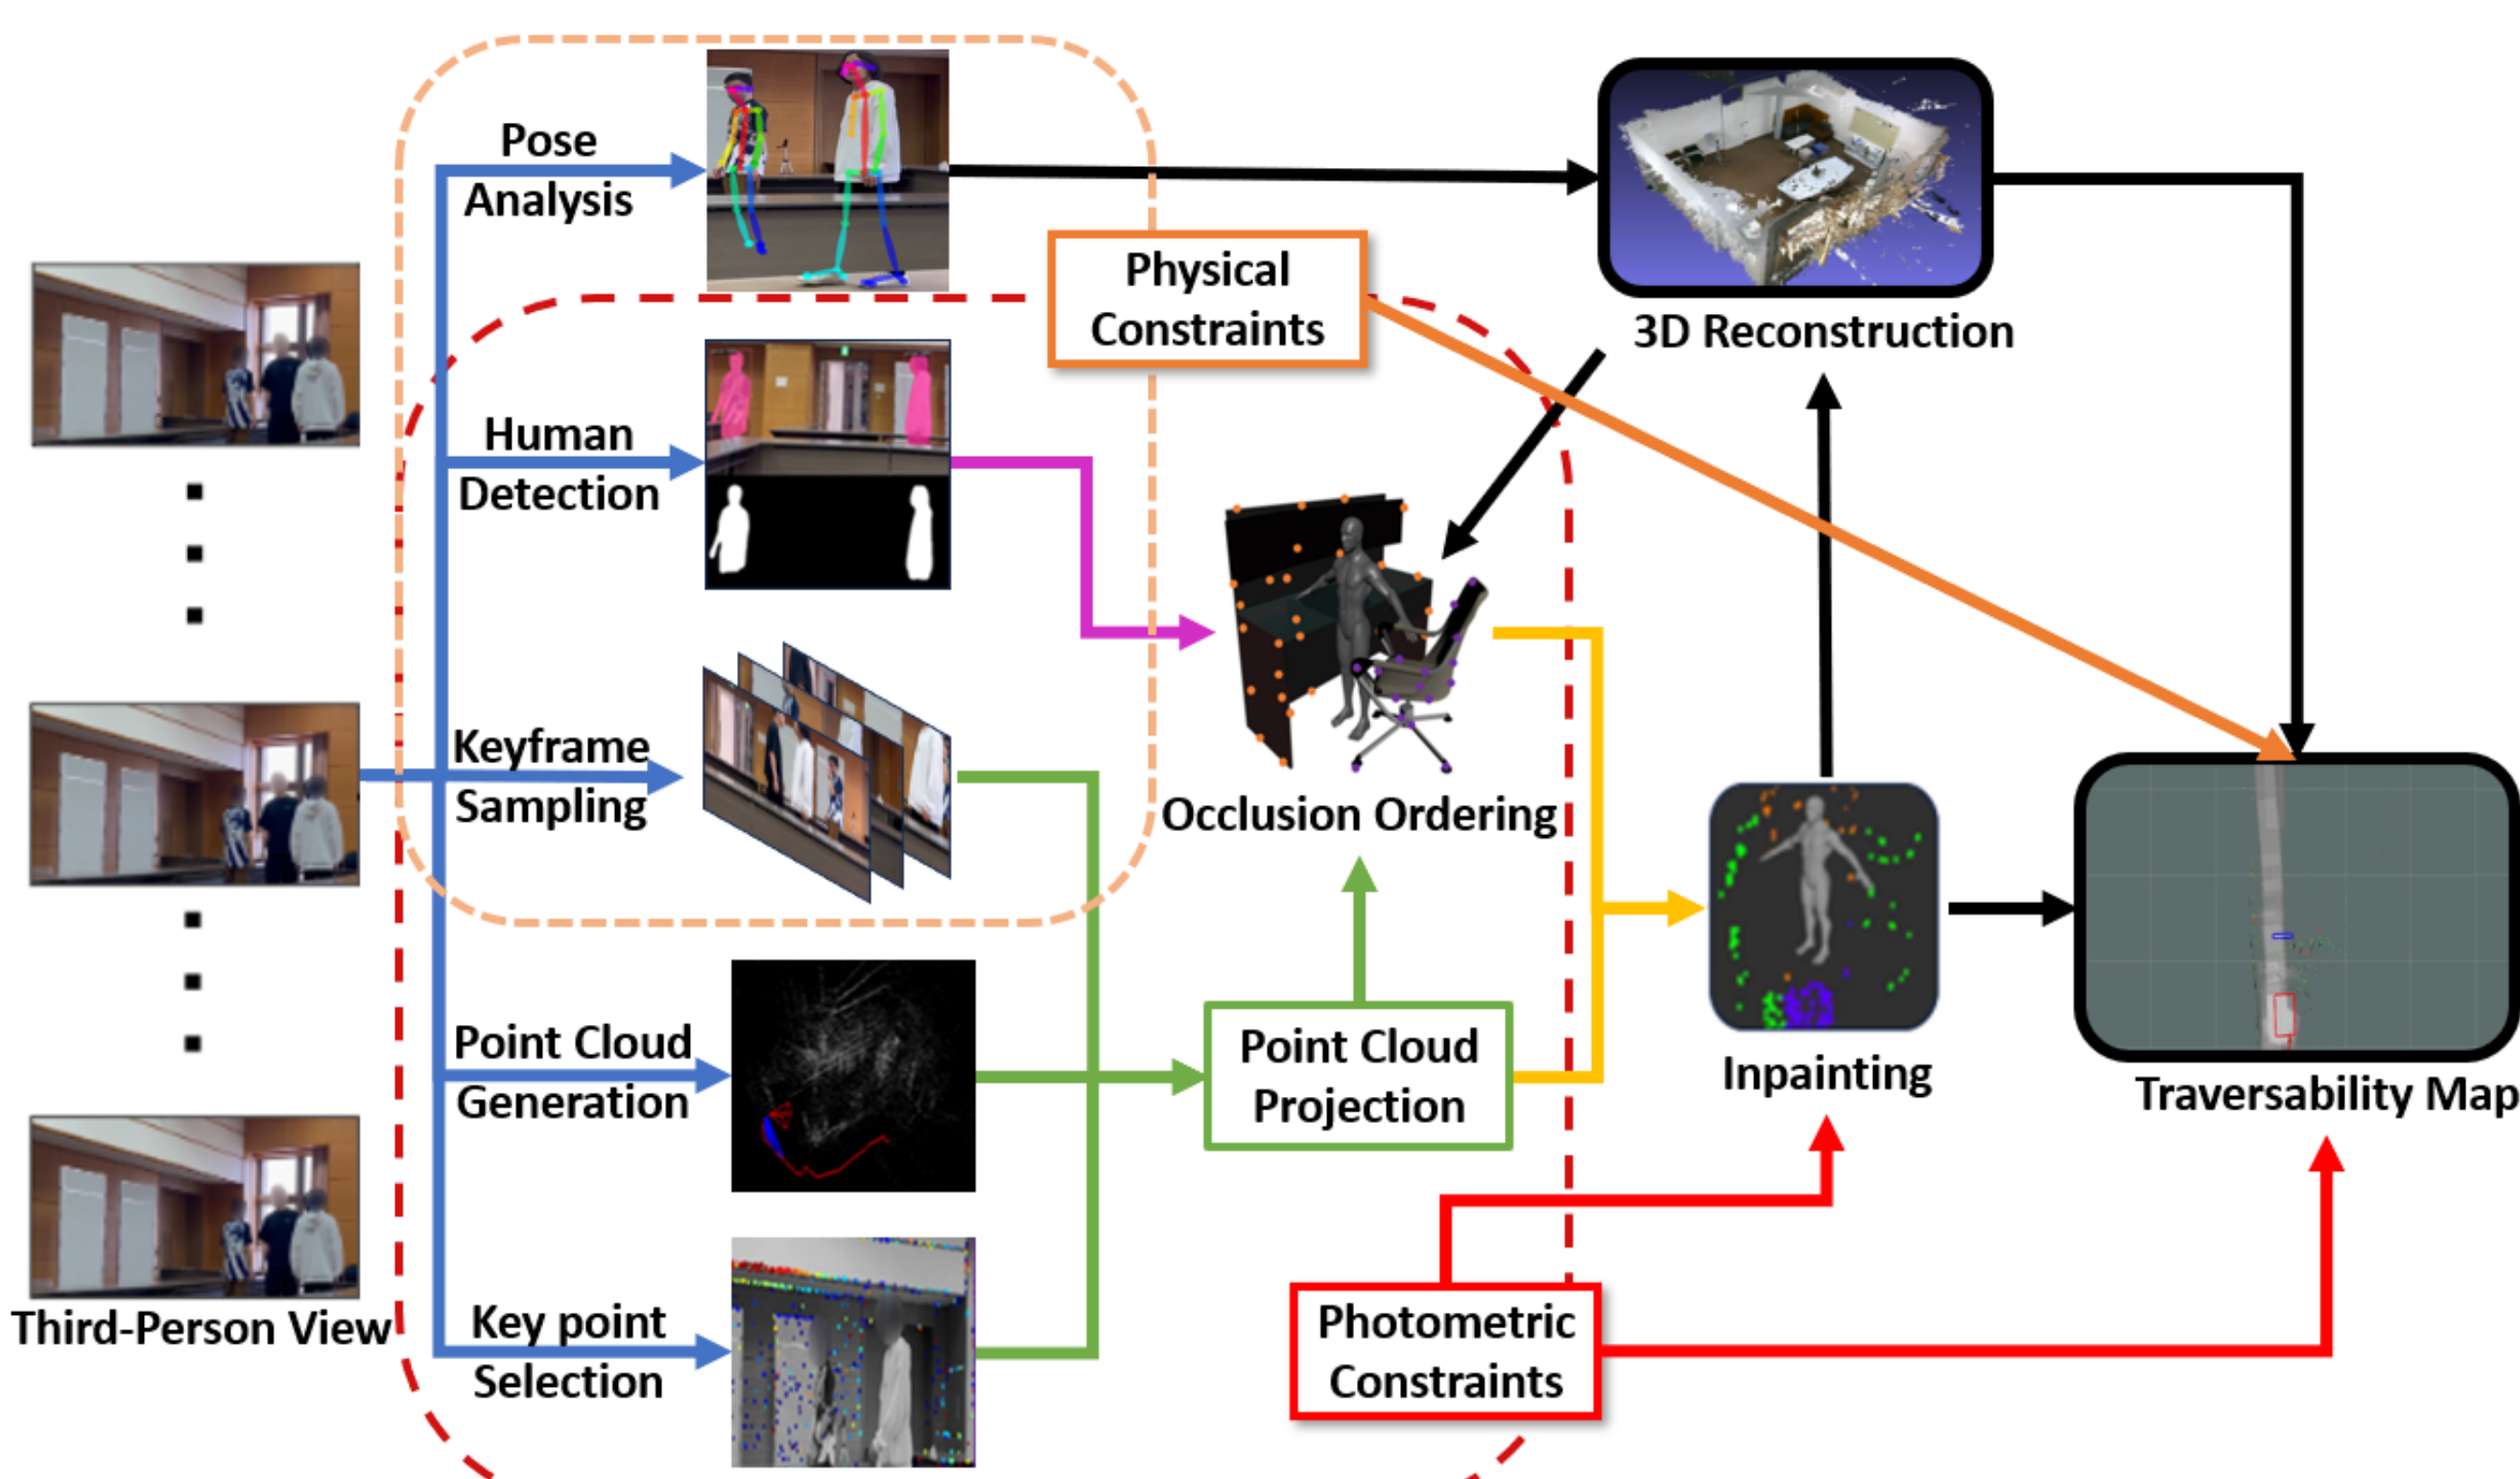 Pose
Analysis
Physical
Constraints
3D Reconstruction
Human
Detection
Keyframe
Sampling
Occlusion Ordering
Point Cloud
Generation
Point Cloud
Projection
Inpainting
Traversability Map
Third-Person View
Key point
Selection
Photometric
Constraints